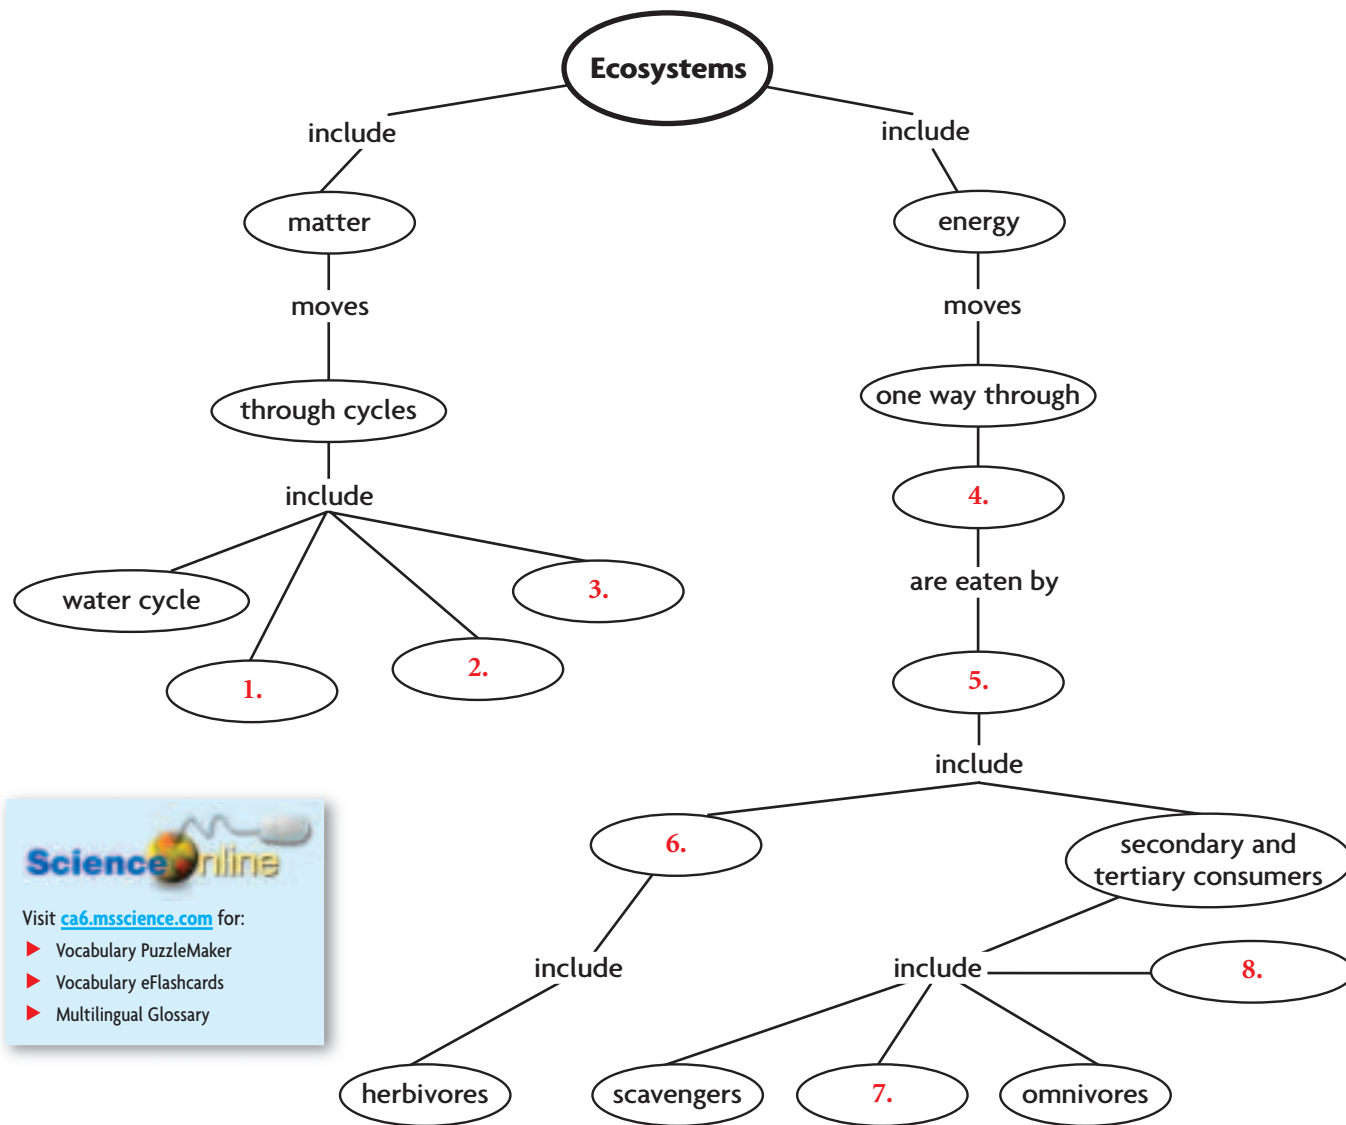 Ecosystems
include
include
matter
energy
moves
moves
through cycles
one way through
include
4.
water cycle
3.
are eaten by
1.
2.
5.
include
6.
secondary and
tertiary consumers
Science nline
Visit ca6.msscience.com for:
Vocabulary PuzzleMaker
Vocabulary eFlashcards
Multilingual Glossary
include
include
8.
herbivores
scavengers
7.
omnivores